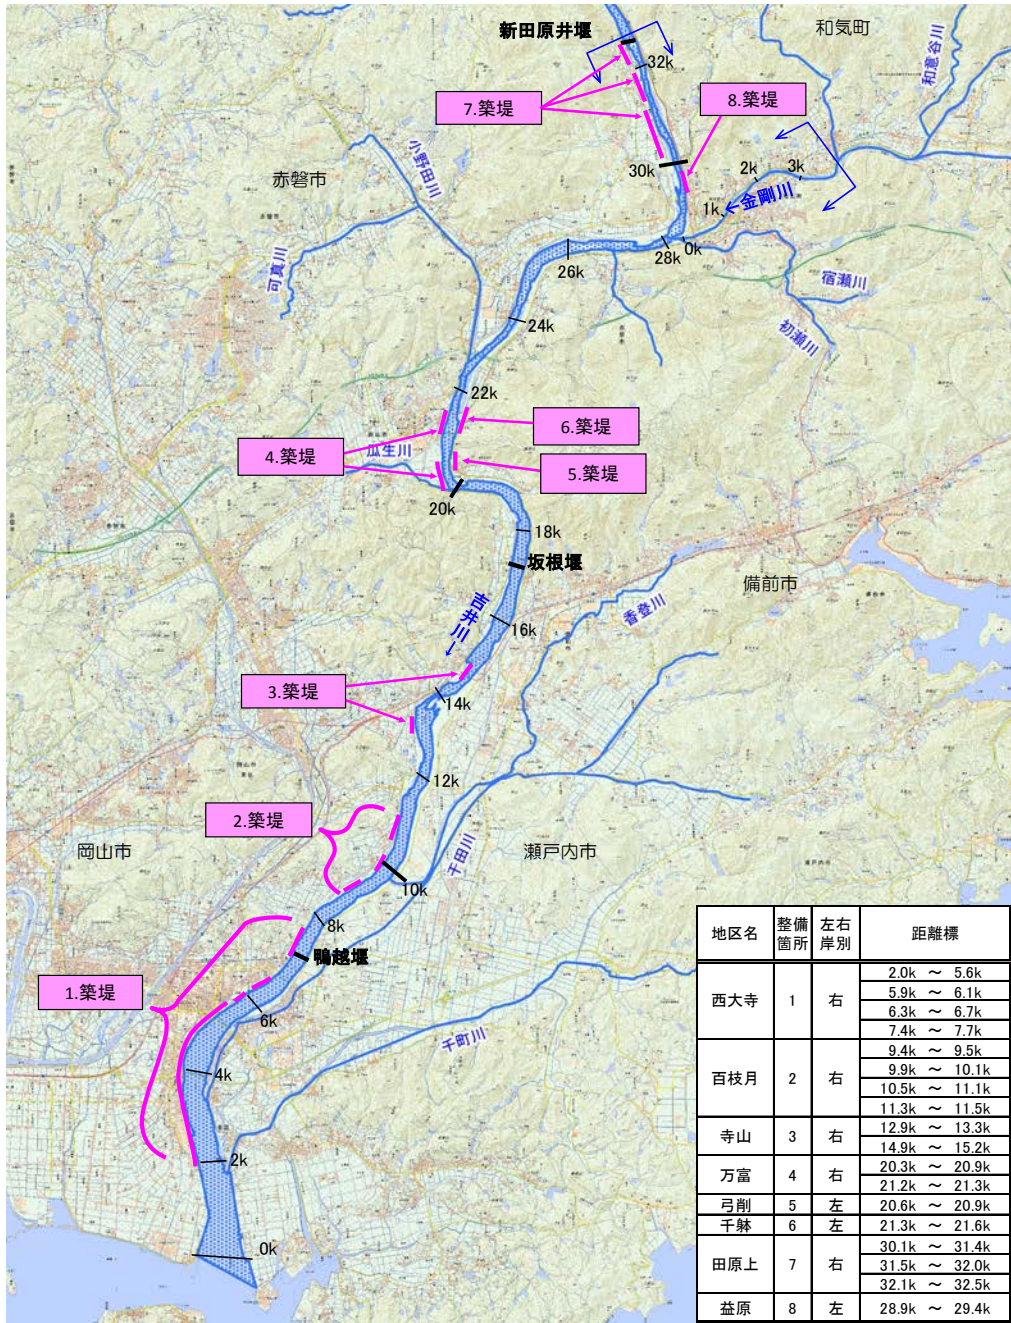 新田原井堰
和気町
和意谷川
32k
7.築堤
8.築堤
小野田川
赤磐市
30k
2k
3k
金剛川
1k
可真川
28k
0k
26k
宿瀬川
24k
初瀬川
22k
6.築堤
4.築堤
瓜生川
5.築堤
20k
18k
坂根堰
備前市
香登川
吉井川
16k
3.築堤
14k
12k
2.築堤
岡山市
千田川
瀬戸内市
10k
8k
鴨越堰
1.築堤
6k
千町川
4k
2k
0k
地区名 整備箇所 左右岸別 距離標
西大寺 1 右 2.0k ～ 5.6k
5.9k ～ 6.1k
6.3k ～ 6.7k
7.4k ～ 7.7k
百枝月 2 右 9.4k ～ 9.5k
9.9k ～ 10.1k
10.5k ～ 11.1k
11.3k ～ 11.5k
寺山 3 右 12.9k ～ 13.3k
14.9k ～ 15.2k
万富 4 右 20.3k ～ 20.9k
21.2k ～ 21.3k
弓削 5 左 20.6k ～ 20.9k
千躰 6 左 21.3k ～ 21.6k
田原上 7 右 30.1k ～ 31.4k
31.5k ～ 32.0k
32.1k ～ 32.5k
益原 8 左 28.9k ～ 29.4k